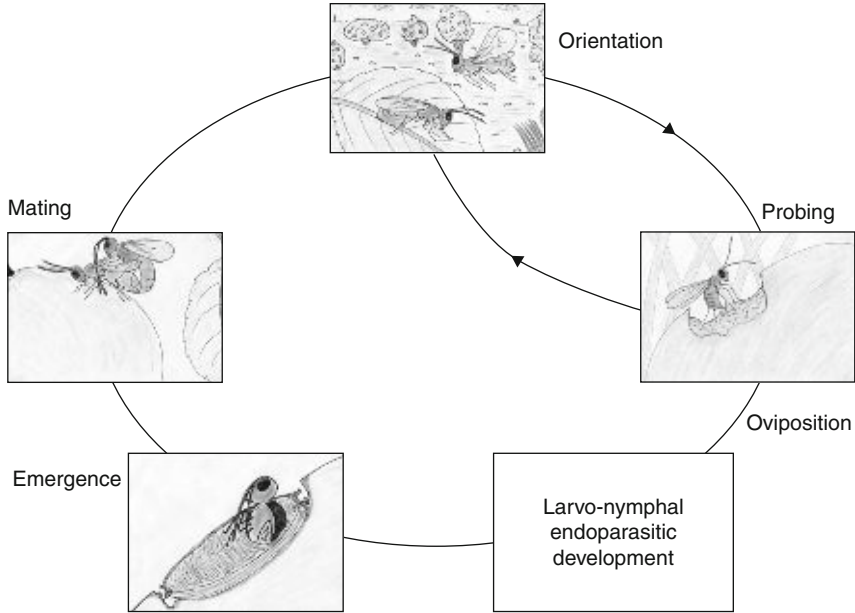 Orientation
Mating
Probing
Oviposition
Emergence
Larvo-nymphal
endoparasitic
development